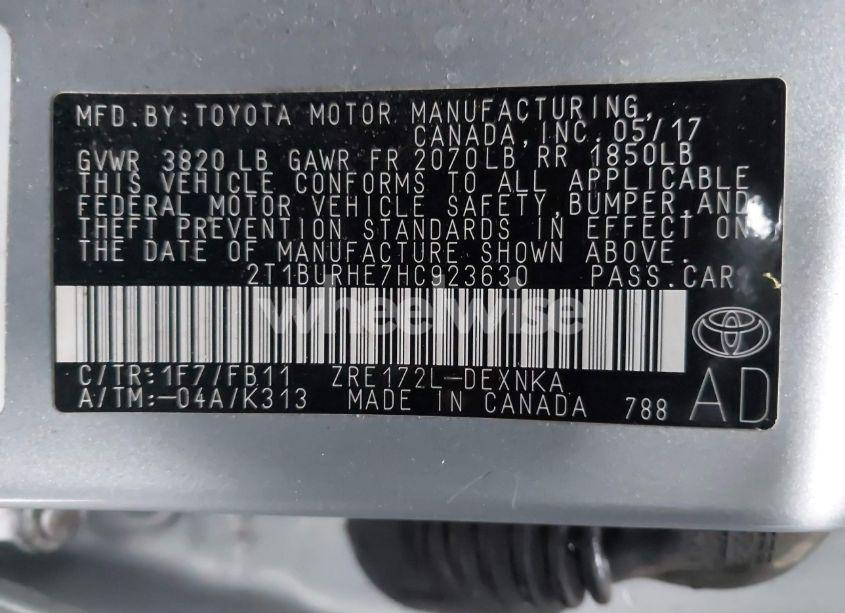 MFD.BY:TOYOTA MOTOR MANUFACTURING,
CANADA,INC. 05/17
GVWR 3820 LB GAWR FR 2070LB RR 1850LB
THIS VEHICLE CONFORMS TO ALL APPLICABLE
FEDERAL MOTOR VEHICLE SAFETY,BUMPER,AND
THEFT PREVENTION STANDARDS IN EFFECT ON
THE DATE OF MANUFACTURE SHOWN ABOVE.
2T1BURHE7HC923630 PASS.CAR
wheelwise
C/TR:1F7/FB11 ZRE172L-DEXNKA
A/TM:-04A/K313 MADE IN CANADA 788 AD